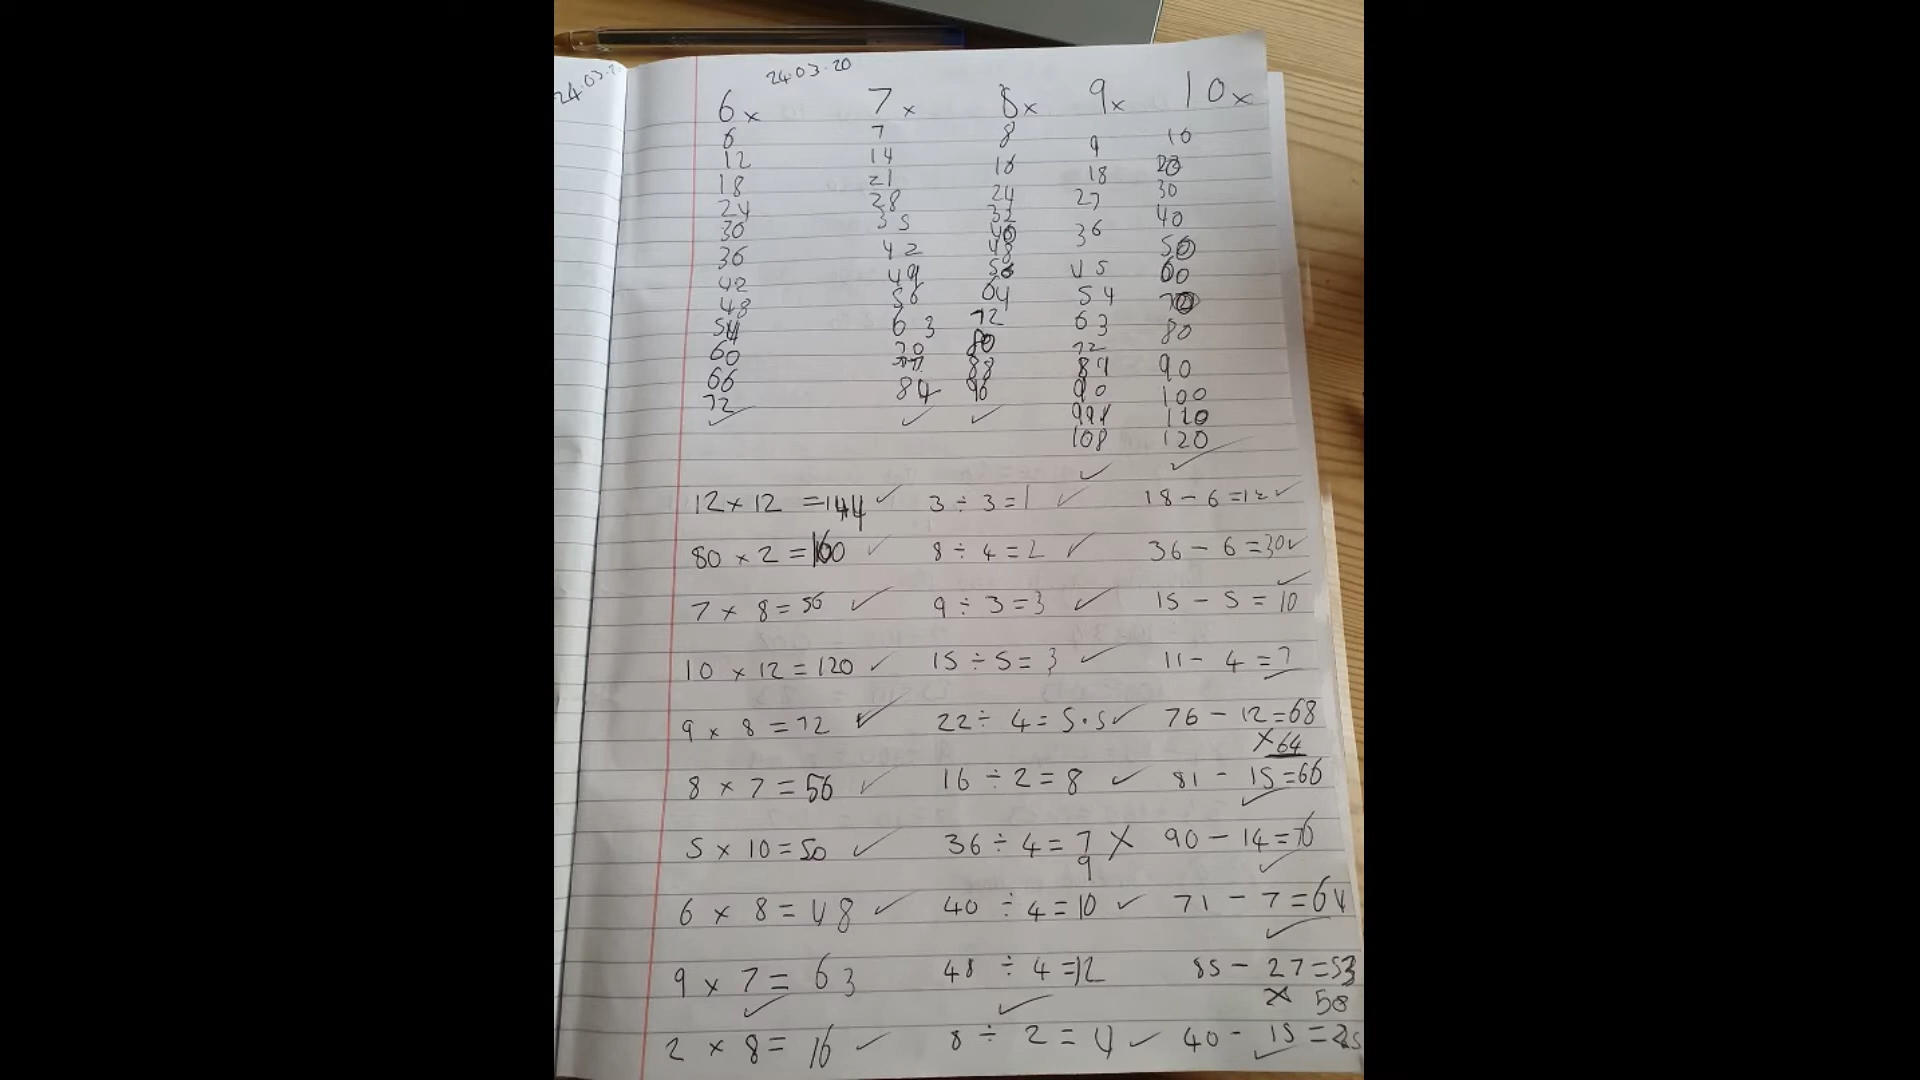 24.03.2
24.03.20
6x 7x 8x 9x 10x
6 7 8 9 10
12 14 16 18 20
18 21 24 27 30
24 28 32 36 40
30 35 40 45 50
36 42 48 54 60
42 49 56 63 70
48 56 64 72 80
54 63 72 81 90
60 70 80 90 100
66 88 99 120
72 84 96 108 120
12 × 12 = 144 ✓ 3 ÷ 3 = 1 ✓ 18 - 6 = 12 ✓
80 × 2 = 160 ✓ 8 ÷ 4 = 2 ✓ 36 - 6 = 30 ✓
7 × 8 = 56 ✓ 9 ÷ 3 = 3 ✓ 15 - 5 = 10 ✓
10 × 12 = 120 ✓ 15 ÷ 5 = 3 ✓ 11 - 4 = 7 ✓
9 × 8 = 72 ✓ 22 ÷ 4 = 5.5 ✓ 76 - 12 = 68
X 64
8 × 7 = 56 ✓ 16 ÷ 2 = 8 ✓ 81 - 15 = 66 ✓
5 × 10 = 50 ✓ 36 ÷ 4 = 7 X 90 - 14 = 76 ✓
9
6 × 8 = 48 ✓ 40 ÷ 4 = 10 ✓ 71 - 7 = 64 ✓
9 × 7 = 63 ✓ 48 ÷ 4 = 12 ✓ 85 - 27 = 53
X 58
2 × 8 = 16 ✓ 8 ÷ 2 = 4 ✓ 40 - 15 = 25 ✓